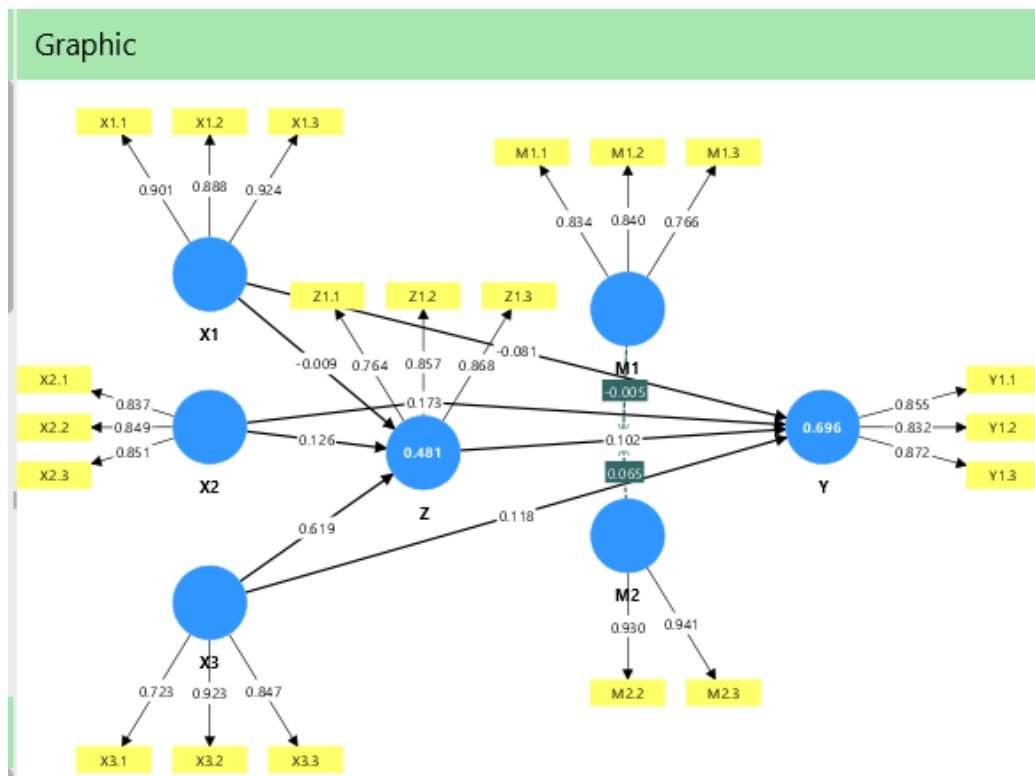 Graphic
X1.1 X1.2 X1.3
M1.1 M1.2 M1.3
0.901 0.888 0.924
0.834 0.840 0.766
Z1.1 Z1.2 Z1.3
X1
-0.081
-0.009 0.764 0.857 0.868
M1
X2.1
Y1.1
-0.005
0.837
0.173
0.855
X2.2 0.849
0.832 Y1.2
0.126
0.102
0.696
0.851
0.481
0.872
X2.3
0.065
Y1.3
X2
Z
Y
0.118
0.619
M2
0.930 0.941
X3
0.723 0.923 0.847
M2.2 M2.3
X3.1 X3.2 X3.3